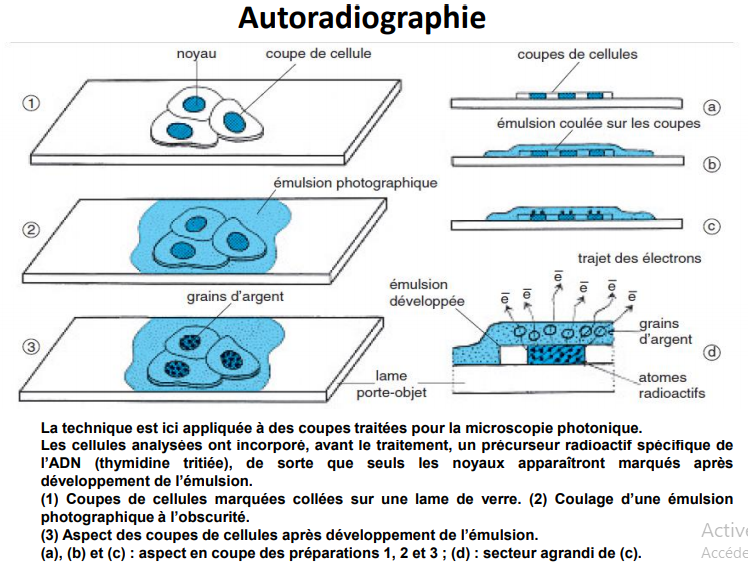 Autoradiographie
noyau
coupe de cellule
1
coupes de cellules
a
émulsion coulée sur les coupes
b
émulsion photographique
2
c
trajet des électrons
grains d'argent
émulsion
développée
e̅ e̅ e̅ e̅ e̅ e̅
3
grains
d'argent
d
lame
porte-objet
atomes
radioactifs
La technique est ici appliquée à des coupes traitées pour la microscopie photonique.
Les cellules analysées ont incorporé, avant le traitement, un précurseur radioactif spécifique de
l'ADN (thymidine tritiée), de sorte que seuls les noyaux apparaîtront marqués après
développement de l'émulsion.
(1) Coupes de cellules marquées collées sur une lame de verre. (2) Coulage d'une émulsion
photographique à l'obscurité.
(3) Aspect des coupes de cellules après développement de l'émulsion.
(a), (b) et (c) : aspect en coupe des préparations 1, 2 et 3 ; (d) : secteur agrandi de (c).
Active
Accéde